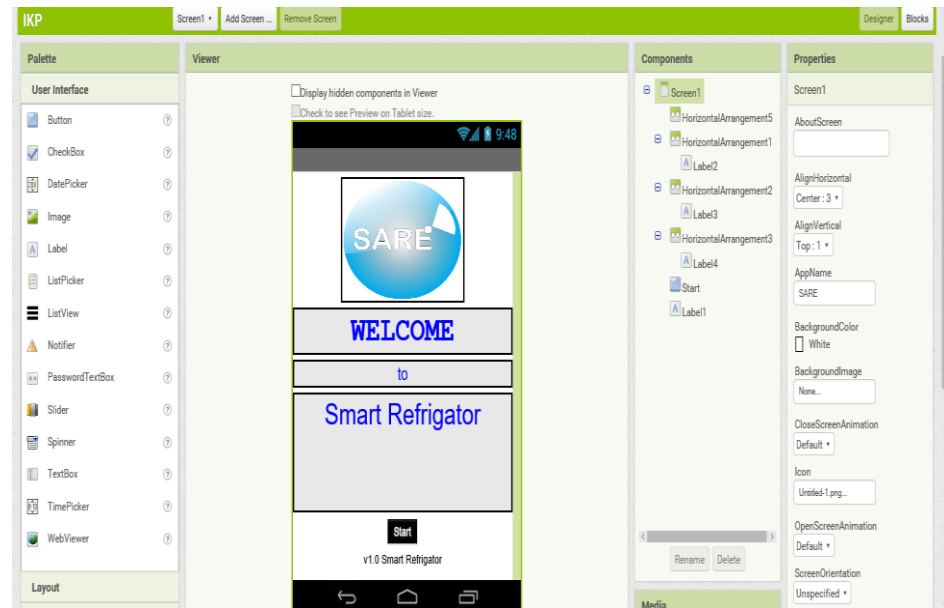 IKP
Screen1
Add Screen ...
Remove Screen
Designer
Blocks
Palette
User Interface
Button
CheckBox
DatePicker
Image
Label
ListPicker
ListView
Notifier
PasswordTextBox
Slider
Spinner
TextBox
TimePicker
WebViewer
Layout
Viewer
Display hidden components in Viewer
Check to see Preview on Tablet size.
9:48
SARE
WELCOME
to
Smart Refrigator
Start
v1.0 Smart Refrigator
Components
Screen1
HorizontalArrangement5
HorizontalArrangement1
Label2
HorizontalArrangement2
Label3
HorizontalArrangement3
Label4
Start
Label1
Rename
Delete
Media
Properties
Screen1
AboutScreen
AlignHorizontal
Center : 3
AlignVertical
Top : 1
AppName
SARE
BackgroundColor
White
BackgroundImage
None...
CloseScreenAnimation
Default
Icon
Untitled-1.png...
OpenScreenAnimation
Default
ScreenOrientation
Unspecified